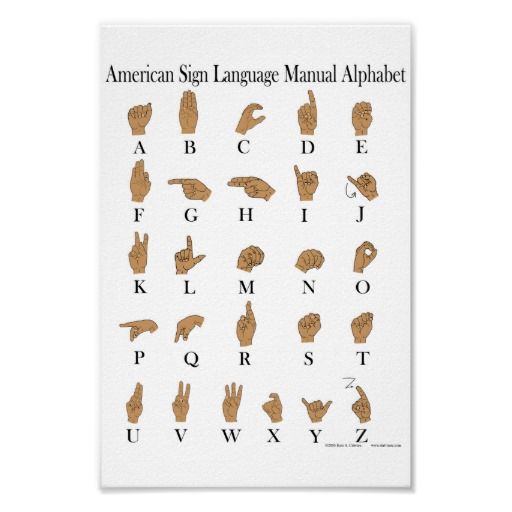 American Sign Language Manual Alphabet
A B C D E
F G H I J
K L M N O
P Q R S T
U V W X Y Z
Z